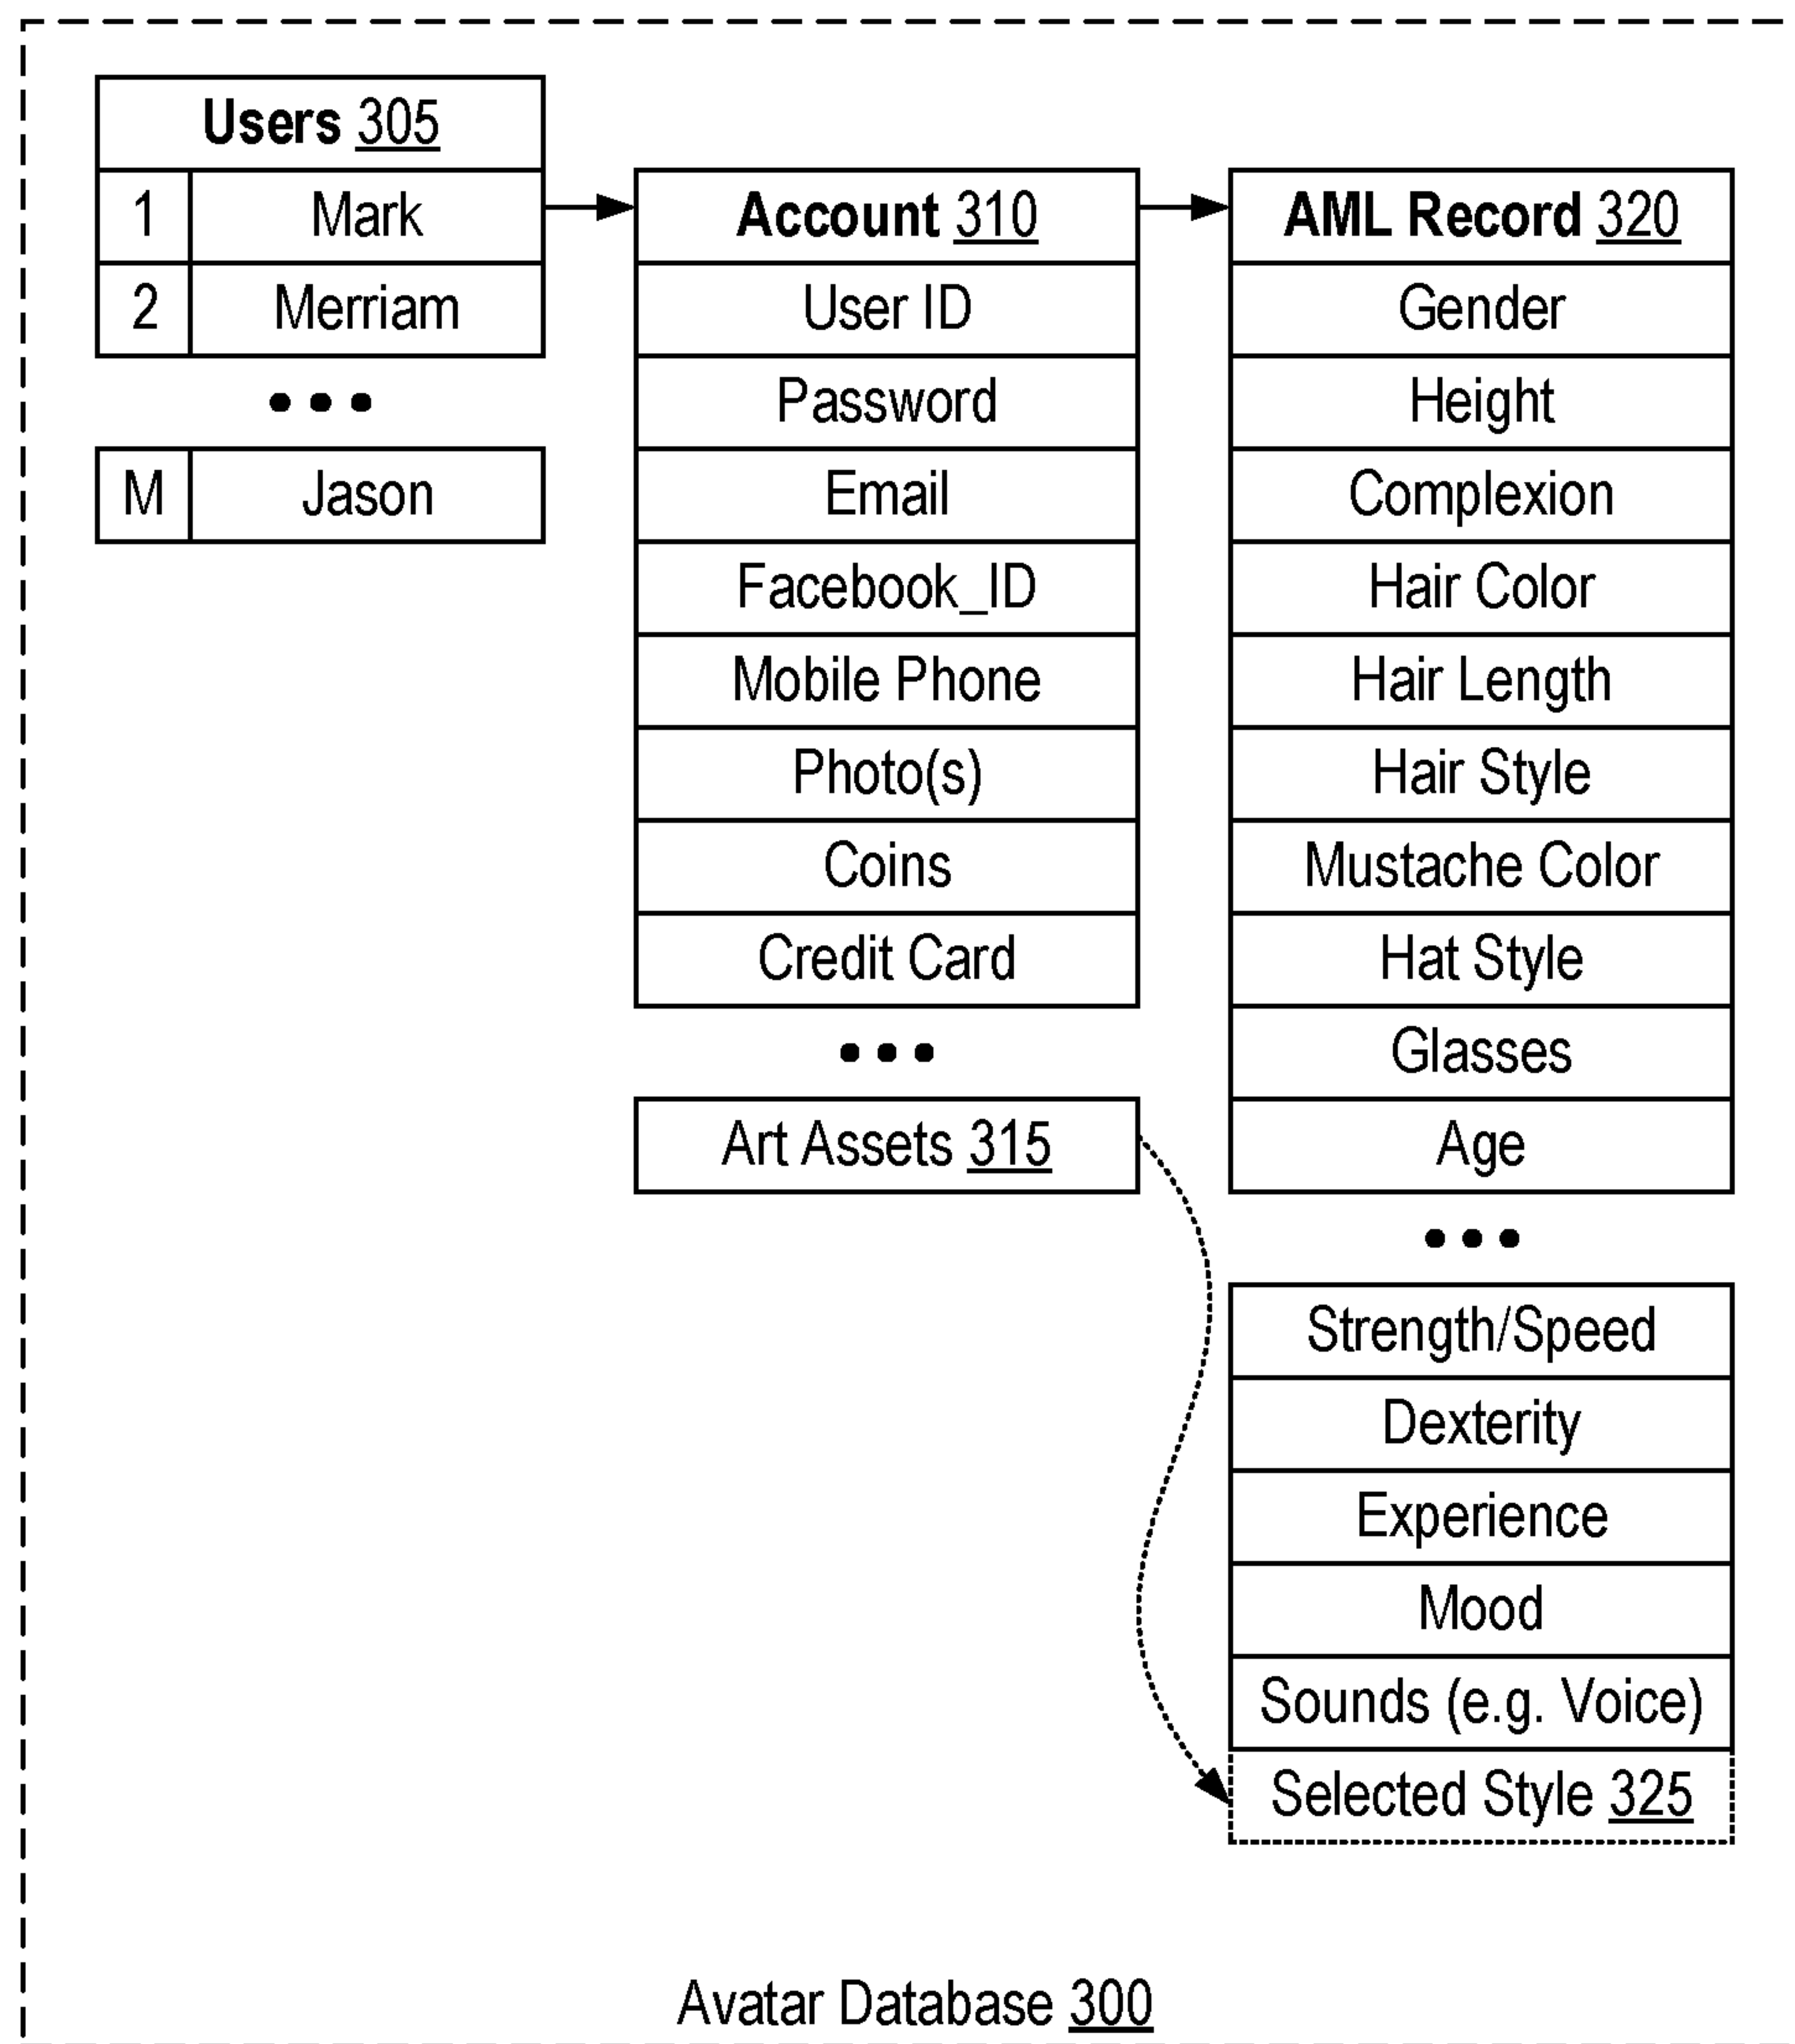 Users 305
1 Mark
2 Merriam
• • •
M Jason
Account 310
User ID
Password
Email
Facebook_ID
Mobile Phone
Photo(s)
Coins
Credit Card
• • •
Art Assets 315
AML Record 320
Gender
Height
Complexion
Hair Color
Hair Length
Hair Style
Mustache Color
Hat Style
Glasses
Age
• • •
Strength/Speed
Dexterity
Experience
Mood
Sounds (e.g. Voice)
Selected Style 325
Avatar Database 300